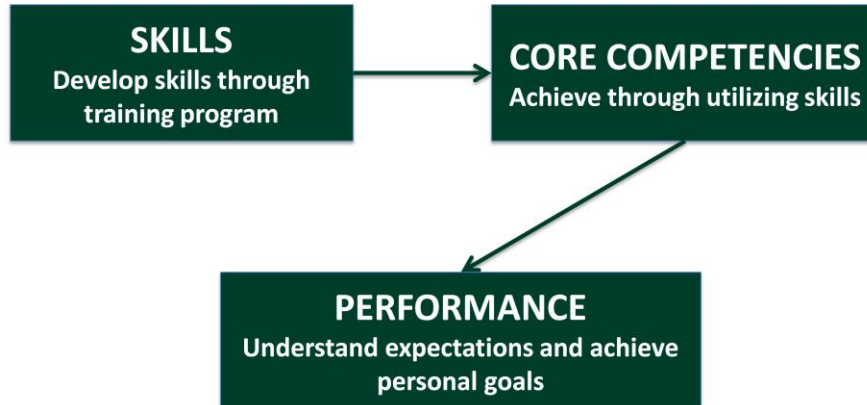 SKILLS
Develop skills through
training program
CORE COMPETENCIES
Achieve through utilizing skills
PERFORMANCE
Understand expectations and achieve
personal goals